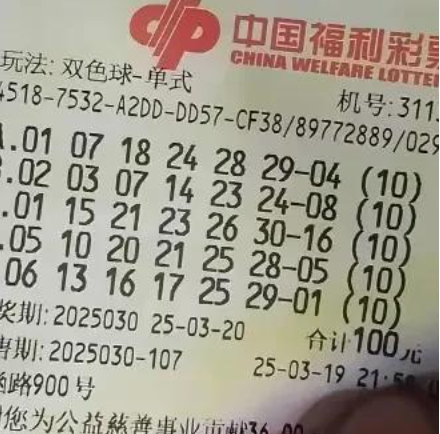 中国福利彩票
CHINA WELFARE LOTTE
玩法:双色球-单式
机号:311
4518-7532-A2DD-DD57-CF38/89772889/029
A.01 07 18 24 28 29-04 (10)
.02 03 07 14 23 24-08 (10)
.01 15 21 23 26 30-16 (10)
.05 10 20 21 25 28-05 (10)
06 13 16 17 25 29-01 (10)
奖期:2025030 25-03-20
合计100元
期:2025030-107
25-03-19 21:5
路900号
您为公益慈善事业贡献36.00